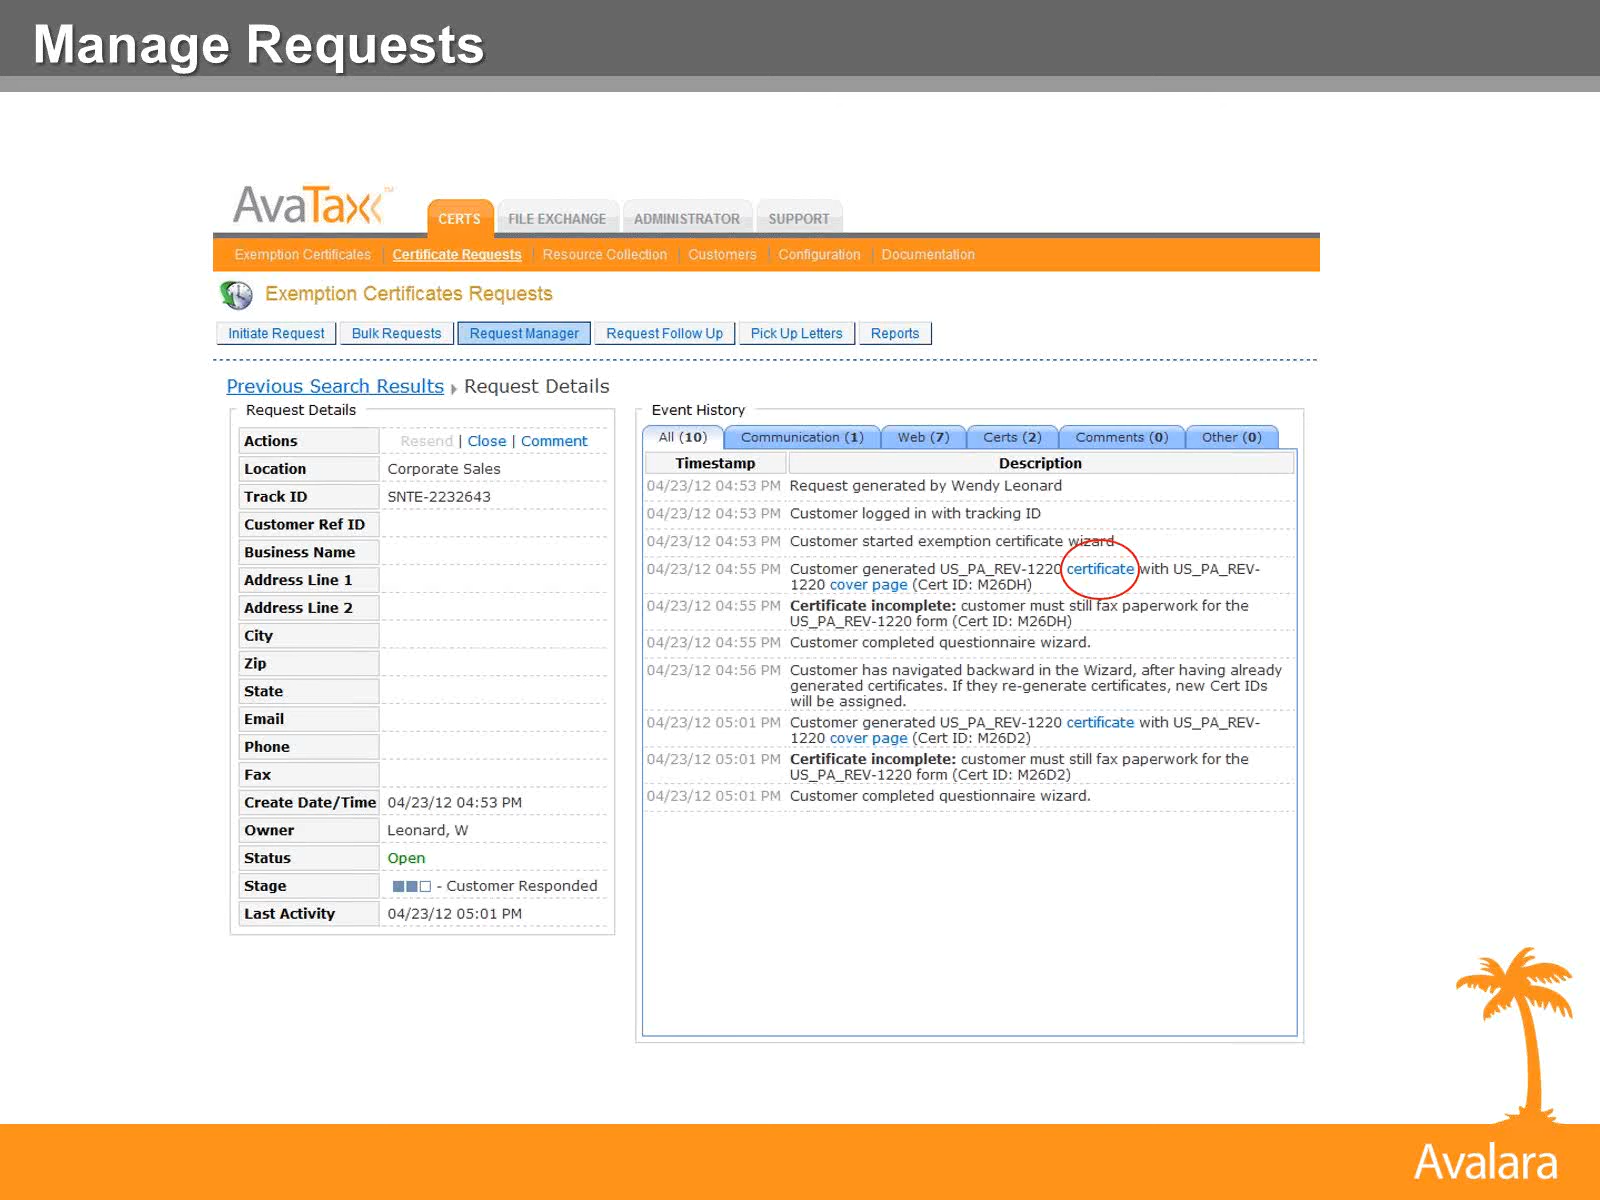 Manage Requests
AvaTax™
CERTS FILE EXCHANGE ADMINISTRATOR SUPPORT
Exemption Certificates Certificate Requests Resource Collection Customers Configuration Documentation
Exemption Certificates Requests
Initiate Request Bulk Requests Request Manager Request Follow Up Pick Up Letters Reports
Previous Search Results Request Details
Request Details
Actions Resend | Close | Comment
Location Corporate Sales
Track ID SNTE-2232643
Customer Ref ID
Business Name
Address Line 1
Address Line 2
City
Zip
State
Email
Phone
Fax
Create Date/Time 04/23/12 04:53 PM
Owner Leonard, W
Status Open
Stage - Customer Responded
Last Activity 04/23/12 05:01 PM
Event History
All (10) Communication (1) Web (7) Certs (2) Comments (0) Other (0)
Timestamp Description
04/23/12 04:53 PM Request generated by Wendy Leonard
04/23/12 04:53 PM Customer logged in with tracking ID
04/23/12 04:53 PM Customer started exemption certificate wizard
04/23/12 04:55 PM Customer generated US_PA_REV-1220 certificate with US_PA_REV-
1220 cover page (Cert ID: M26DH)
04/23/12 04:55 PM Certificate incomplete: customer must still fax paperwork for the
US_PA_REV-1220 form (Cert ID: M26DH)
04/23/12 04:55 PM Customer completed questionnaire wizard.
04/23/12 04:56 PM Customer has navigated backward in the Wizard, after having already
generated certificates. If they re-generate certificates, new Cert IDs
will be assigned.
04/23/12 05:01 PM Customer generated US_PA_REV-1220 certificate with US_PA_REV-
1220 cover page (Cert ID: M26D2)
04/23/12 05:01 PM Certificate incomplete: customer must still fax paperwork for the
US_PA_REV-1220 form (Cert ID: M26D2)
04/23/12 05:01 PM Customer completed questionnaire wizard.
Avalara